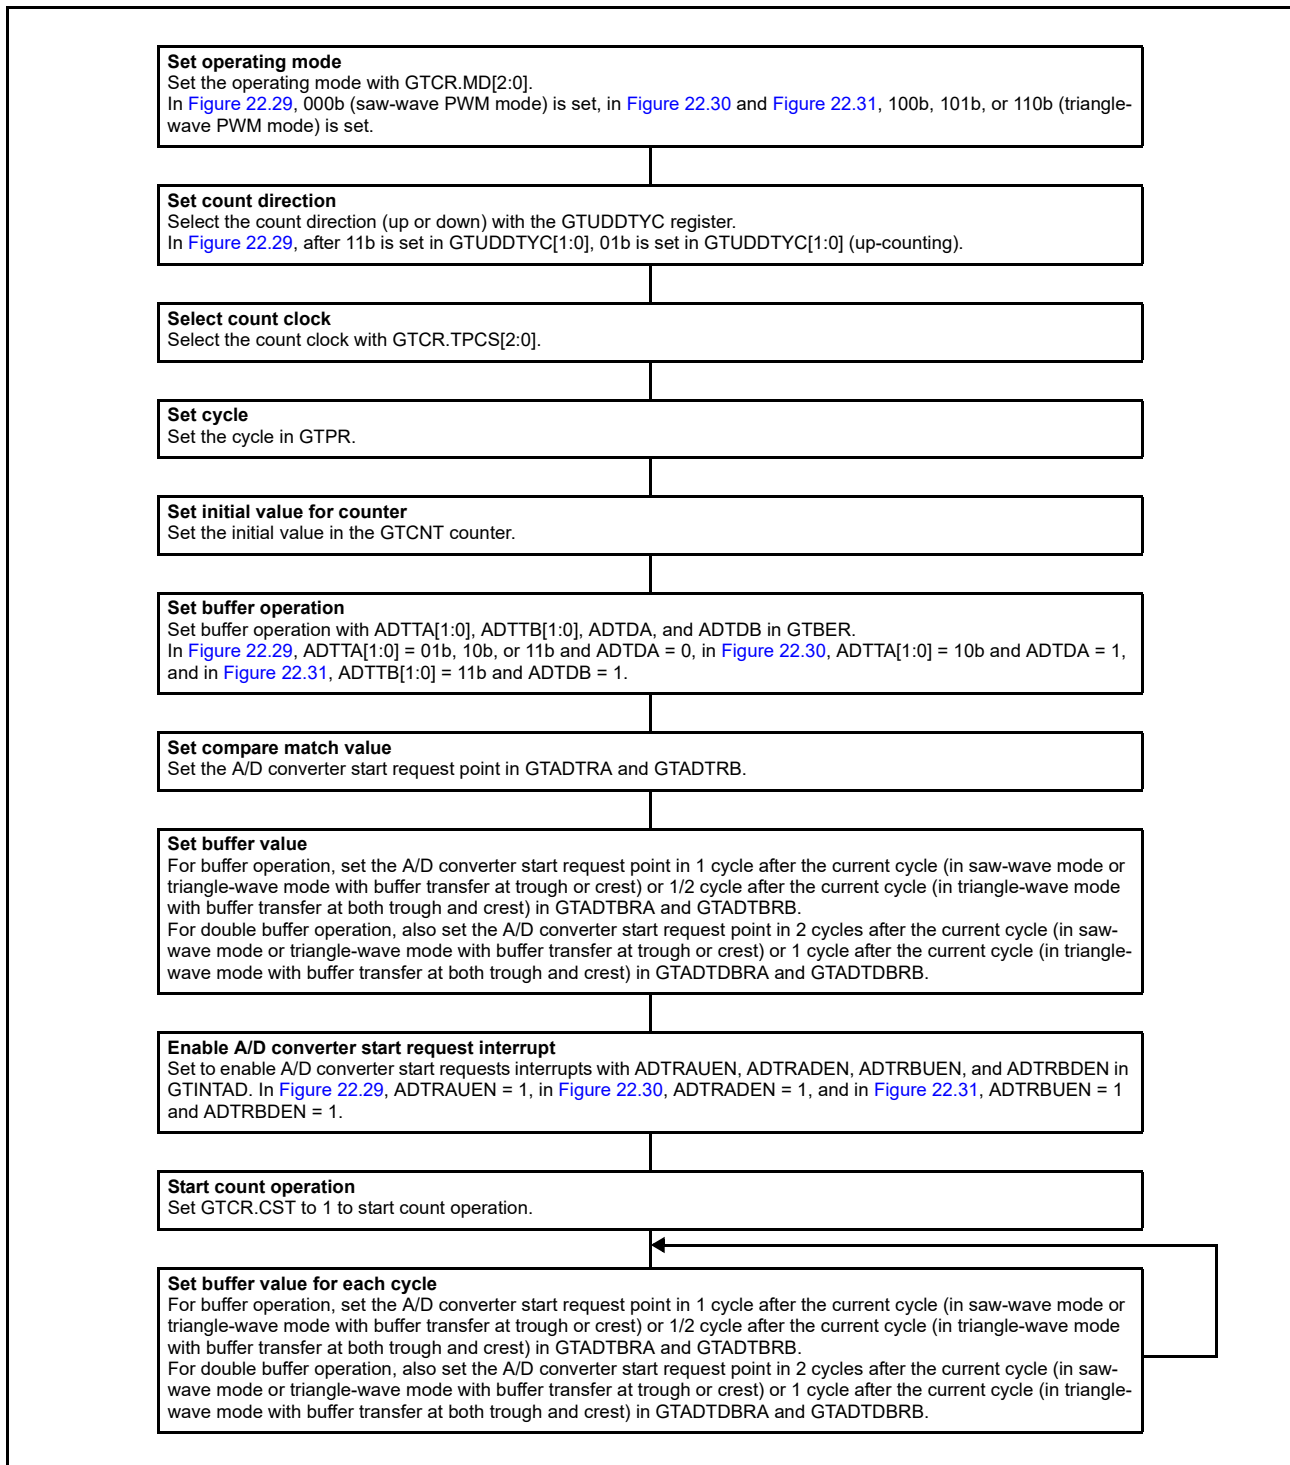 Set operating mode
Set the operating mode with GTCR.MD[2:0].
In Figure 22.29, 000b (saw-wave PWM mode) is set, in Figure 22.30 and Figure 22.31, 100b, 101b, or 110b (triangle-
wave PWM mode) is set.
Set count direction
Select the count direction (up or down) with the GTUDDTYC register.
In Figure 22.29, after 11b is set in GTUDDTYC[1:0], 01b is set in GTUDDTYC[1:0] (up-counting).
Select count clock
Select the count clock with GTCR.TPCS[2:0].
Set cycle
Set the cycle in GTPR.
Set initial value for counter
Set the initial value in the GTCNT counter.
Set buffer operation
Set buffer operation with ADTTA[1:0], ADTTB[1:0], ADTDA, and ADTDB in GTBER.
In Figure 22.29, ADTTA[1:0] = 01b, 10b, or 11b and ADTDA = 0, in Figure 22.30, ADTTA[1:0] = 10b and ADTDA = 1,
and in Figure 22.31, ADTTB[1:0] = 11b and ADTDB = 1.
Set compare match value
Set the A/D converter start request point in GTADTRA and GTADTRB.
Set buffer value
For buffer operation, set the A/D converter start request point in 1 cycle after the current cycle (in saw-wave mode or
triangle-wave mode with buffer transfer at trough or crest) or 1/2 cycle after the current cycle (in triangle-wave mode
with buffer transfer at both trough and crest) in GTADTBRA and GTADTBRB.
For double buffer operation, also set the A/D converter start request point in 2 cycles after the current cycle (in saw-
wave mode or triangle-wave mode with buffer transfer at trough or crest) or 1 cycle after the current cycle (in triangle-
wave mode with buffer transfer at both trough and crest) in GTADTDBRA and GTADTDBRB.
Enable A/D converter start request interrupt
Set to enable A/D converter start requests interrupts with ADTRAUEN, ADTRADEN, ADTRBUEN, and ADTRBDEN in
GTINTAD. In Figure 22.29, ADTRAUEN = 1, in Figure 22.30, ADTRADEN = 1, and in Figure 22.31, ADTRBUEN = 1
and ADTRBDEN = 1.
Start count operation
Set GTCR.CST to 1 to start count operation.
Set buffer value for each cycle
For buffer operation, set the A/D converter start request point in 1 cycle after the current cycle (in saw-wave mode or
triangle-wave mode with buffer transfer at trough or crest) or 1/2 cycle after the current cycle (in triangle-wave mode
with buffer transfer at both trough and crest) in GTADTBRA and GTADTBRB.
For double buffer operation, also set the A/D converter start request point in 2 cycles after the current cycle (in saw-
wave mode or triangle-wave mode with buffer transfer at trough or crest) or 1 cycle after the current cycle (in triangle-
wave mode with buffer transfer at both trough and crest) in GTADTDBRA and GTADTDBRB.